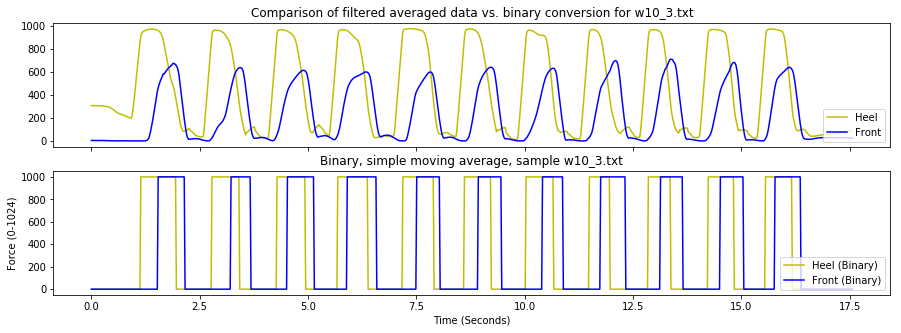 Comparison of filtered averaged data vs. binary conversion for w10_3.txt
1000
800
600
400
200
0
Heel
Front
Binary, simple moving average, sample w10_3.txt
Force (0-1024)
1000
800
600
400
200
0
Heel (Binary)
Front (Binary)
0.0 2.5 5.0 7.5 10.0 12.5 15.0 17.5
Time (Seconds)